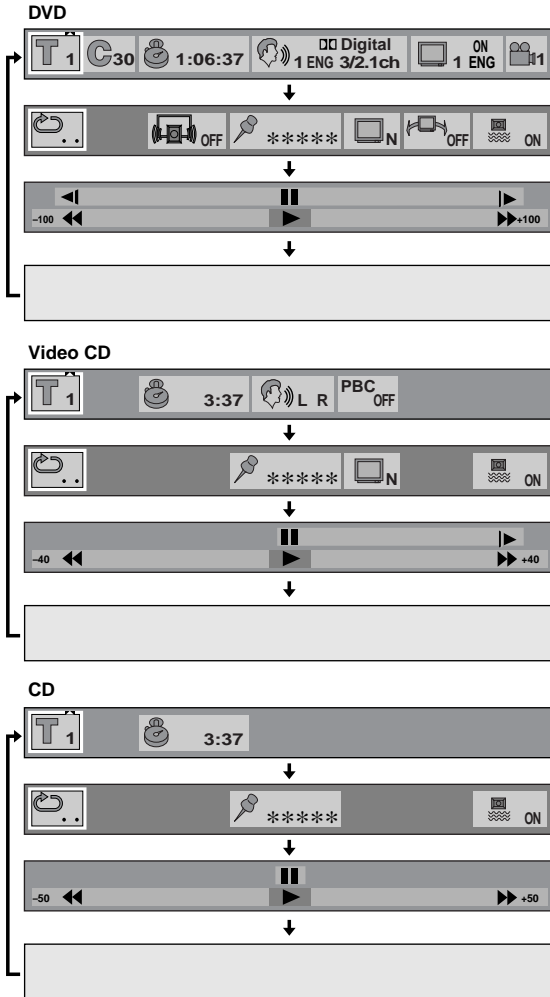 DVD
T 1 C 30 1:06:37 1 ENG DD Digital 3/2.1ch 1 ON ENG 1
. . OFF ***** N OFF ON
–100 +100
Video CD
T 1 3:37 L R PBC OFF
. . ***** N ON
–40 +40
CD
T 1 3:37
. . ***** ON
–50 +50